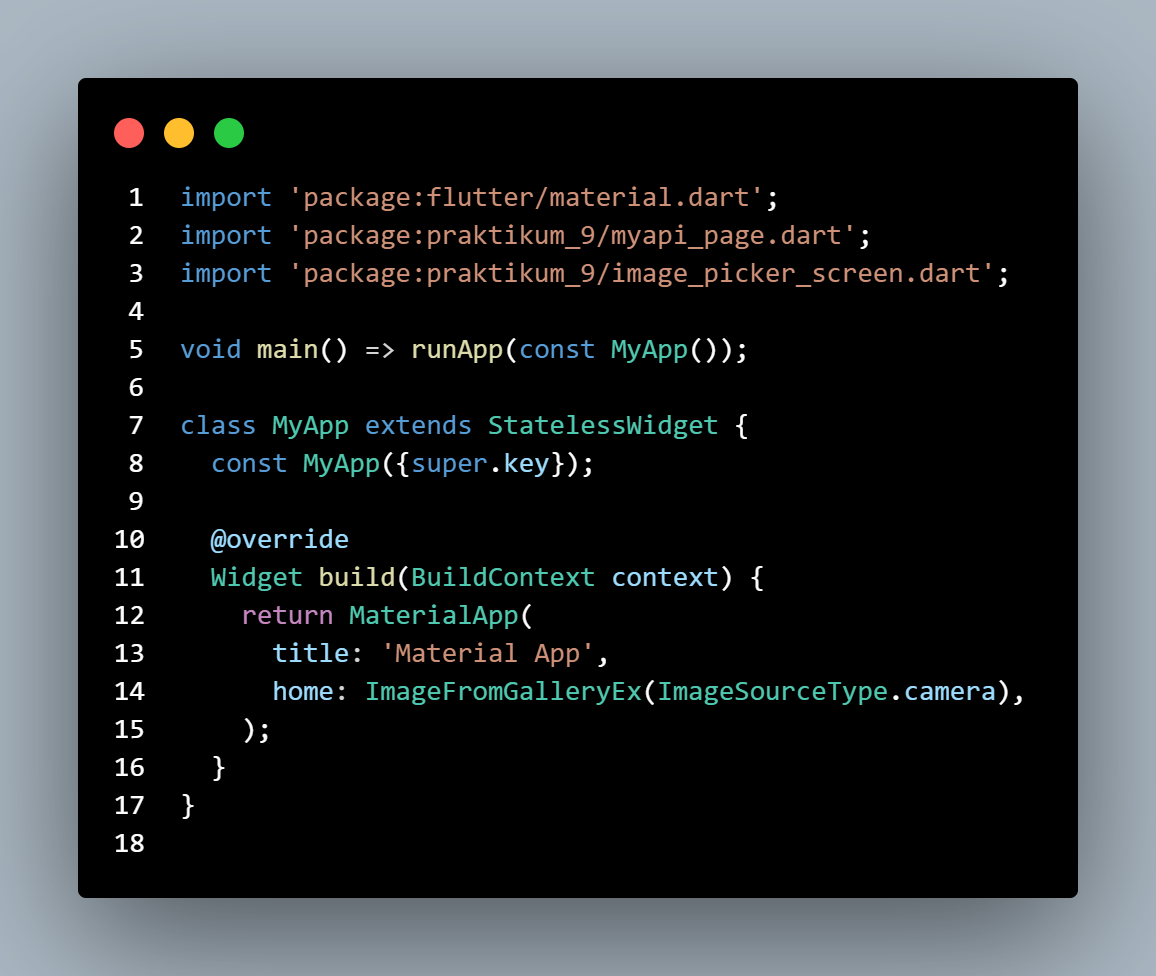 1 import 'package:flutter/material.dart';
2 import 'package:praktikum_9/myapi_page.dart';
3 import 'package:praktikum_9/image_picker_screen.dart';
4
5 void main() => runApp(const MyApp());
6
7 class MyApp extends StatelessWidget {
8   const MyApp({super.key});
9
10   @override
11   Widget build(BuildContext context) {
12     return MaterialApp(
13       title: 'Material App',
14       home: ImageFromGalleryEx(ImageSourceType.camera),
15     );
16   }
17 }
18